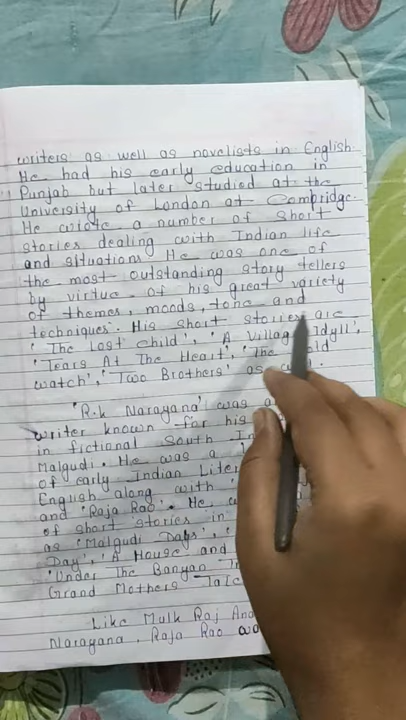 writers as well as novelists in English.
He had his early education in
Punjab but later studied at the
University of London at Cambridge.
He wrote a number of short
stories dealing with Indian life
and situations. He was one of
the most outstanding story tellers
by virtue of his great variety
of themes, moods, tone and
techniques. His short stories are
'The Lost Child', 'A Village Idyll',
'Tears At The Heart', 'The Gold
watch', 'Two Brothers' as
'R.k Narayana' was
writer known for his
in fictional South
Malgudi. He was a
of early Indian
English along with
and 'Raja Rao'. He
of short stories in
as 'Malgudi Days',
Day', 'A House and
'Under The Banyan
Grand Mothers
Like Mulk Raj
Narayana, Raja Rao